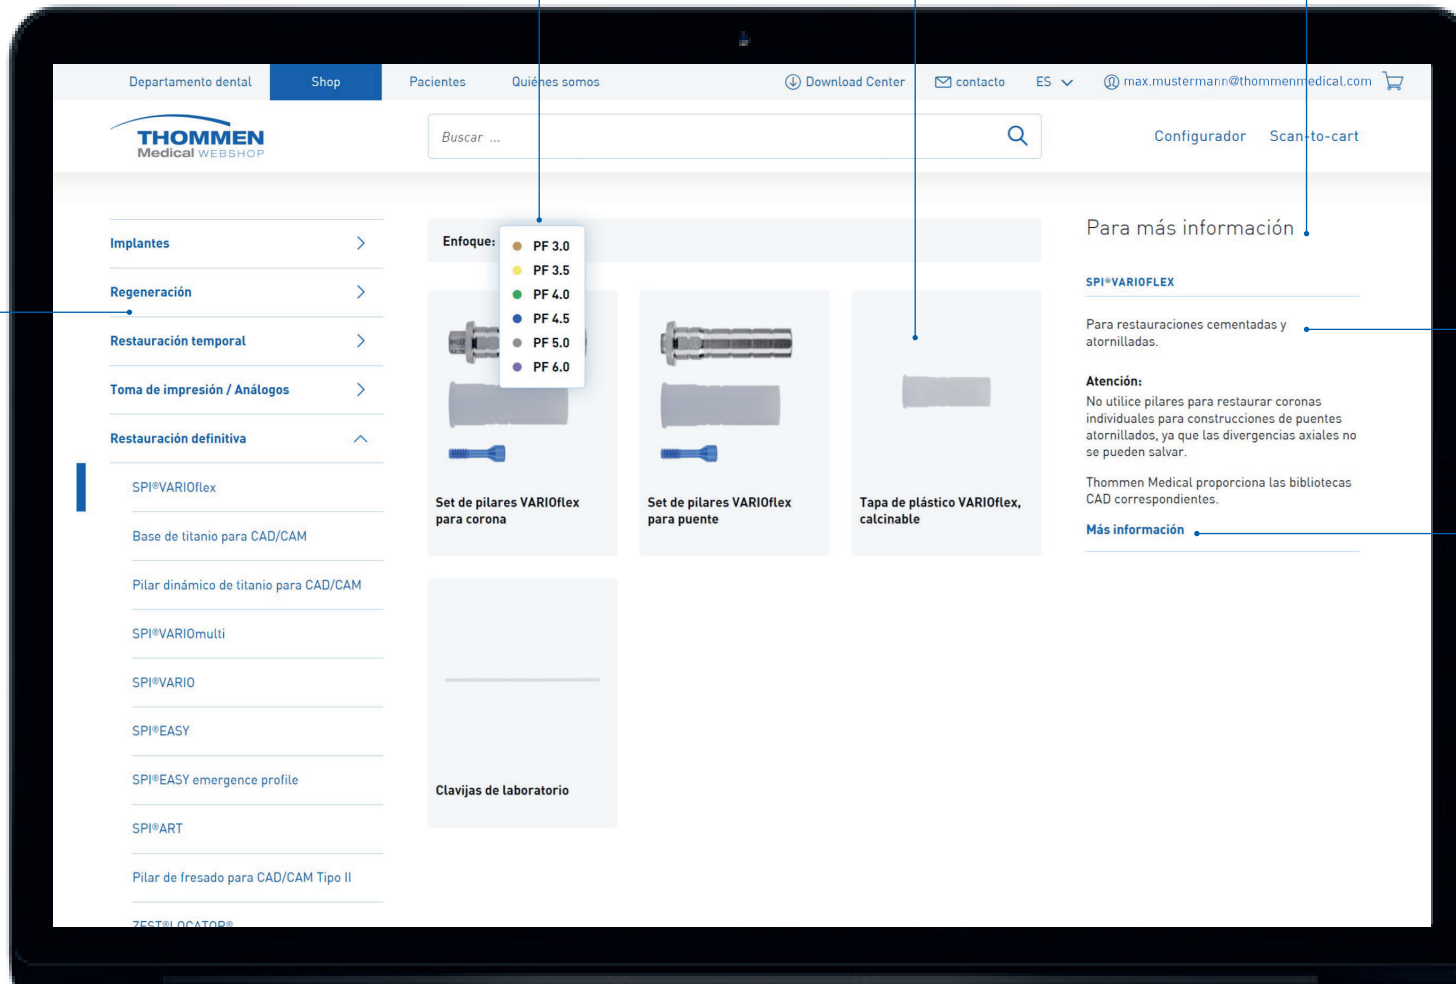 Departamento dental
Shop
Pacientes
Quiénes somos
Download Center
contacto
ES
max.mustermann@thommenmedical.com
THOMMEN
Medical WEBSHOP
Buscar ...
Configurador
Scan-to-cart
Implantes
Regeneración
Restauración temporal
Toma de impresión / Análogos
Restauración definitiva
SPI®VARIOflex
Base de titanio para CAD/CAM
Pilar dinámico de titanio para CAD/CAM
SPI®VARIOmulti
SPI®VARIO
SPI®EASY
SPI®EASY emergence profile
SPI®ART
Pilar de fresado para CAD/CAM Tipo II
ZEST®LOCATOR®
Enfoque:
PF 3.0
PF 3.5
PF 4.0
PF 4.5
PF 5.0
PF 6.0
Set de pilares VARIOflex
para corona
Set de pilares VARIOflex
para puente
Tapa de plástico VARIOflex,
calcinable
Clavijas de laboratorio
Para más información
SPI®VARIOFLEX
Para restauraciones cementadas y
atornilladas.
Atención:
No utilice pilares para restaurar coronas
individuales para construcciones de puentes
atornillados, ya que las divergencias axiales no
se pueden salvar.
Thommen Medical proporciona las bibliotecas
CAD correspondientes.
Más información